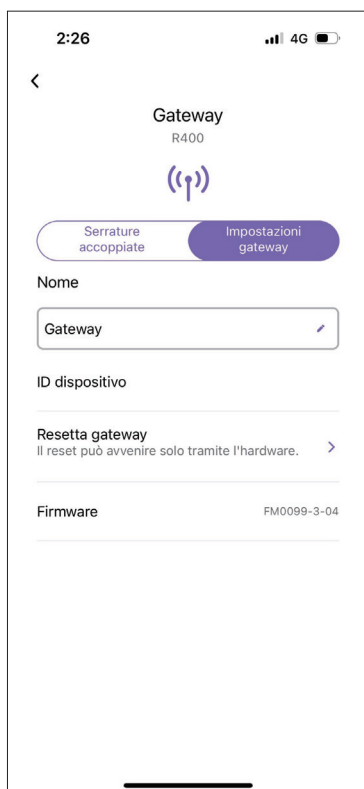 2:26
4G
Gateway
R400
Serrature
accoppiate
Impostazioni
gateway
Nome
Gateway
ID dispositivo
Resetta gateway
Il reset può avvenire solo tramite l'hardware.
Firmware
FM0099-3-04